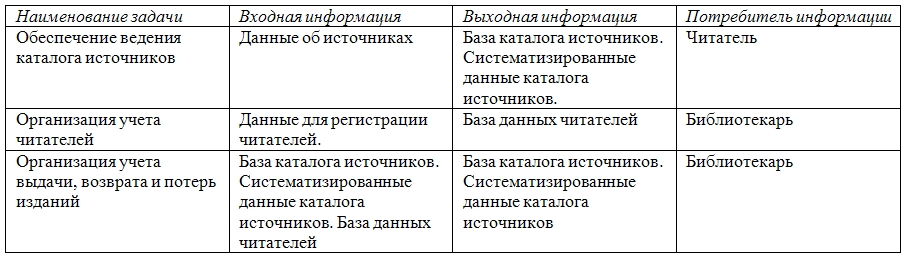 Наименование задачи
Входная информация
Выходная информация
Потребитель информации
Обеспечение ведения
каталога источников
Данные об источниках
База каталога источников.
Систематизированные
данные каталога
источников.
Читатель
Организация учета
читателей
Данные для регистрации
читателей.
База данных читателей
Библиотекарь
Организация учета
выдачи, возврата и потерь
изданий
База каталога источников.
Систематизированные
данные каталога
источников. База данных
читателей
База каталога источников.
Систематизированные
данные каталога
источников
Библиотекарь